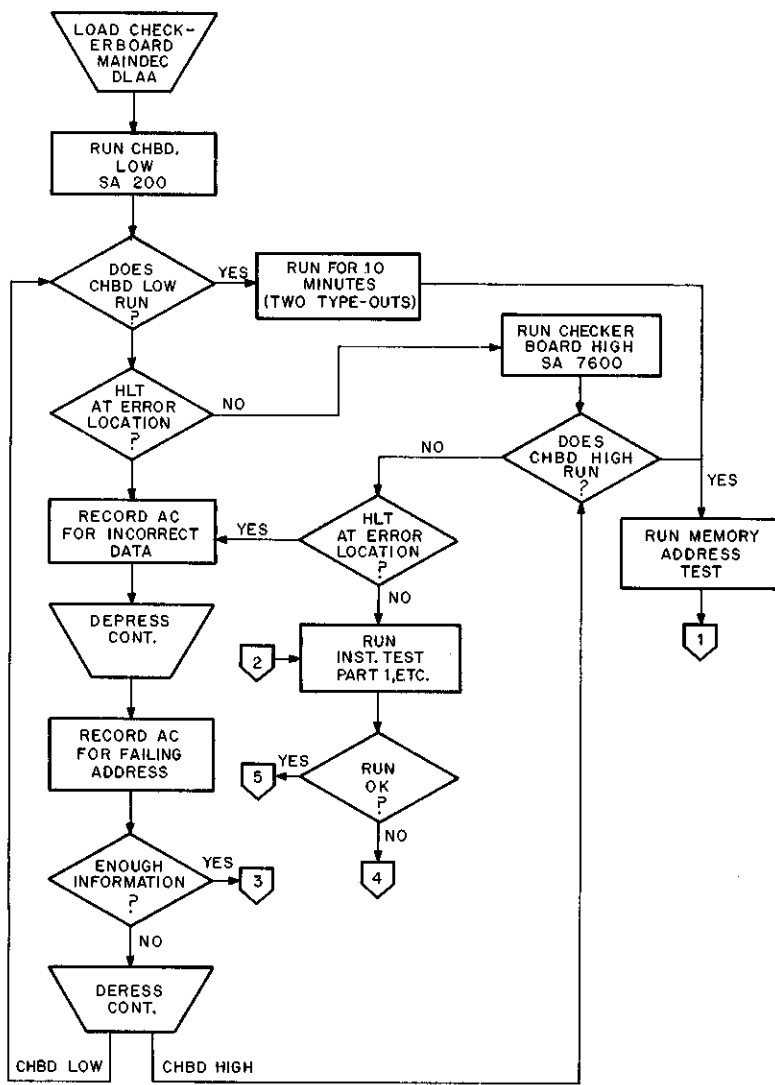 LOAD CHECK-
ERBOARD
MAINDEC
DLAA
RUN CHBD.
LOW
SA 200
DOES
CHBD LOW
RUN
?
YES
RUN FOR 10
MINUTES
(TWO TYPE-OUTS)
RUN CHECKER
BOARD HIGH
SA 7600
HLT
AT ERROR
LOCATION
?
NO
DOES
CHBD HIGH
RUN
?
NO
YES
RECORD AC
FOR INCORRECT
DATA
YES
HLT
AT ERROR
LOCATION
?
NO
RUN MEMORY
ADDRESS
TEST
1
DEPRESS
CONT.
2
RUN
INST. TEST
PART 1, ETC.
RECORD AC
FOR FAILING
ADDRESS
5
YES
RUN
OK
?
NO
4
ENOUGH
INFORMATION
?
YES
3
NO
DERESS
CONT.
CHBD LOW
CHBD HIGH